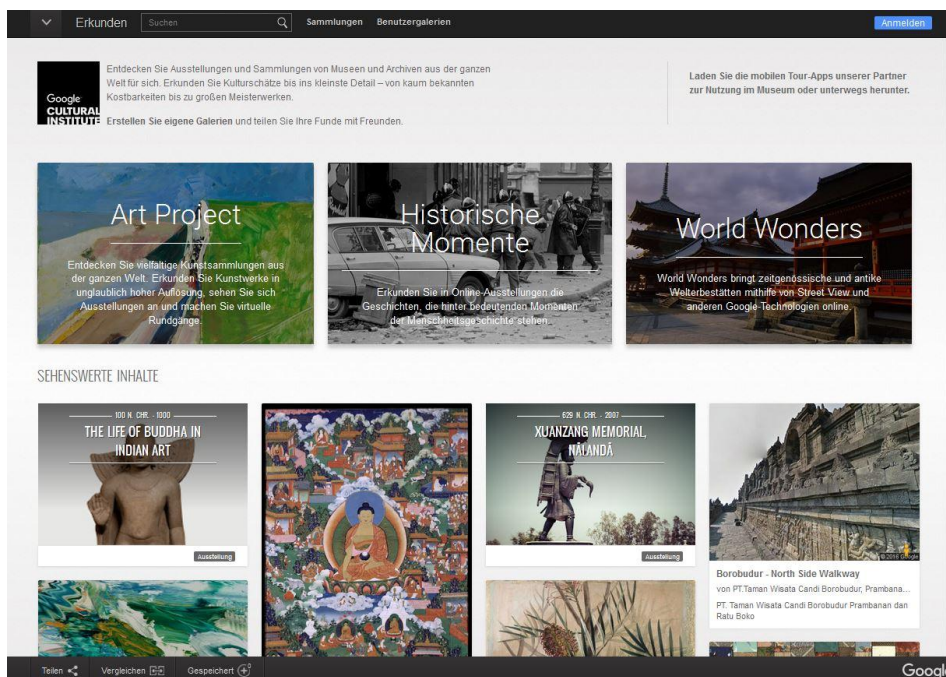 Erkunden
Suchen
Sammlungen
Benutzergalerien
Anmelden
Google
CULTURAL
INSTITUTE
Entdecken Sie Ausstellungen und Sammlungen von Museen und Archiven aus der ganzen
Welt für sich. Erkunden Sie Kulturschätze bis ins kleinste Detail – von kaum bekannten
Kostbarkeiten bis zu großen Meisterwerken.
Erstellen Sie eigene Galerien und teilen Sie Ihre Funde mit Freunden.
Laden Sie die mobilen Tour-Apps unserer Partner
zur Nutzung im Museum oder unterwegs herunter.
Art Project
Entdecken Sie vielfältige Kunstsammlungen aus
der ganzen Welt. Erkunden Sie Kunstwerke in
unglaublich hoher Auflösung, sehen Sie sich
Ausstellungen an und machen Sie virtuelle
Rundgänge.
Historische
Momente
Erkunden Sie in Online-Ausstellungen die
Geschichten, die hinter bedeutenden Momenten
der Menschheitsgeschichte stehen.
World Wonders
World Wonders bringt zeitgenössische und antike
Welterbestätten mithilfe von Street View und
anderen Google-Technologien online.
SEHENSWERTE INHALTE
100 N. CHR. - 1000
THE LIFE OF BUDDHA IN
INDIAN ART
Ausstellung
629 N. CHR. - 2007
XUANZANG MEMORIAL,
NĀLANDĀ
Ausstellung
© 2016 Google
Borobudur - North Side Walkway
von PT.Taman Wisata Candi Borobudur, Prambana...
PT. Taman Wisata Candi Borobudur Prambanan dan
Ratu Boko
Teilen
Vergleichen
Gespeichert
Google